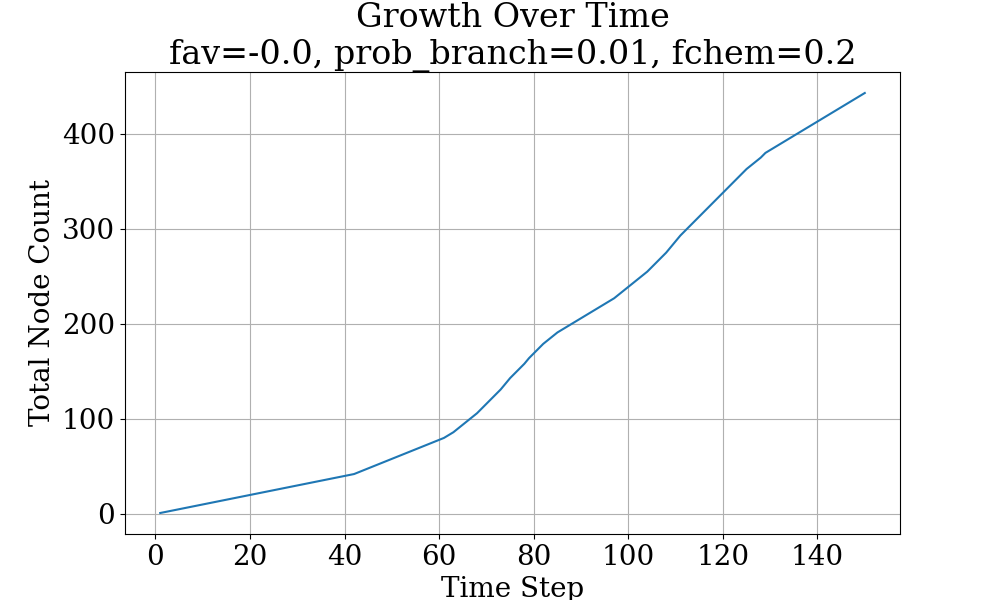 Growth Over Time
fav=-0.0, prob_branch=0.01, fchem=0.2
Total Node Count
400
300
200
100
0
0 20 40 60 80 100 120 140
Time Step